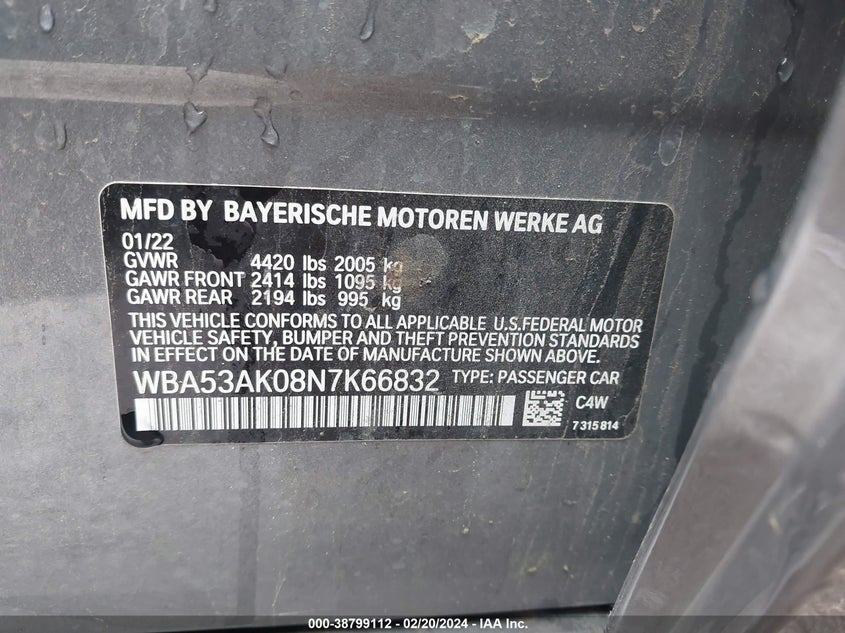 MFD BY BAYERISCHE MOTOREN WERKE AG
01/22
GVWR 4420 lbs 2005 kg
GAWR FRONT 2414 lbs 1095 kg
GAWR REAR 2194 lbs 995 kg
THIS VEHICLE CONFORMS TO ALL APPLICABLE U.S.FEDERAL MOTOR
VEHICLE SAFETY, BUMPER AND THEFT PREVENTION STANDARDS
IN EFFECT ON THE DATE OF MANUFACTURE SHOWN ABOVE.
WBA53AK08N7K66832 TYPE: PASSENGER CAR
C4W
7 315 814
000-38799112 - 02/20/2024 - IAA Inc.